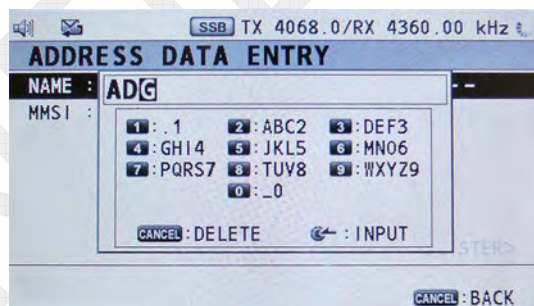 SSB TX 4068.0/RX 4360.00 kHz
ADDRESS DATA ENTRY
NAME : ADG --
MMSI :
1 : .1 2 : ABC2 3 : DEF3
4 : GHI4 5 : JKL5 6 : MNO6
7 : PQRS7 8 : TUV8 9 : WXYZ9
0 : _0
CANCEL : DELETE : INPUT
CANCEL : BACK